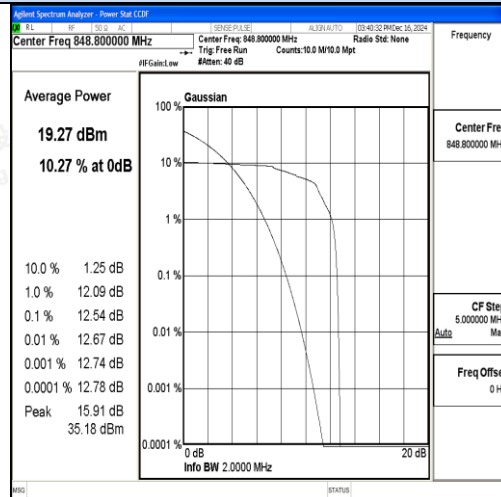 Agilent Spectrum Analyzer - Power Stat CCDF
RL RF 50 Ω AC SENSE:PULSE ALIGN AUTO 03:40:32 PM Dec 16, 2024
Center Freq 848.800000 MHz
Center Freq: 848.800000 MHz Radio Std: None
Trig: Free Run Counts:10.0 M/10.0 Mpt
#IFGain:Low #Atten: 40 dB
Frequency
Average Power
19.27 dBm
10.27 % at 0dB
10.0 % 1.25 dB
1.0 % 12.09 dB
0.1 % 12.54 dB
0.01 % 12.67 dB
0.001 % 12.74 dB
0.0001 % 12.78 dB
Peak 15.91 dB
35.18 dBm
Gaussian
100 %
10 %
1 %
0.1 %
0.01 %
0.001 %
0.0001 %
0 dB 20 dB
Info BW 2.0000 MHz
Center Fre
848.800000 MH
CF Ste
5.000000 MH
Auto Ma
Freq Offse
0 H
MSG STATUS